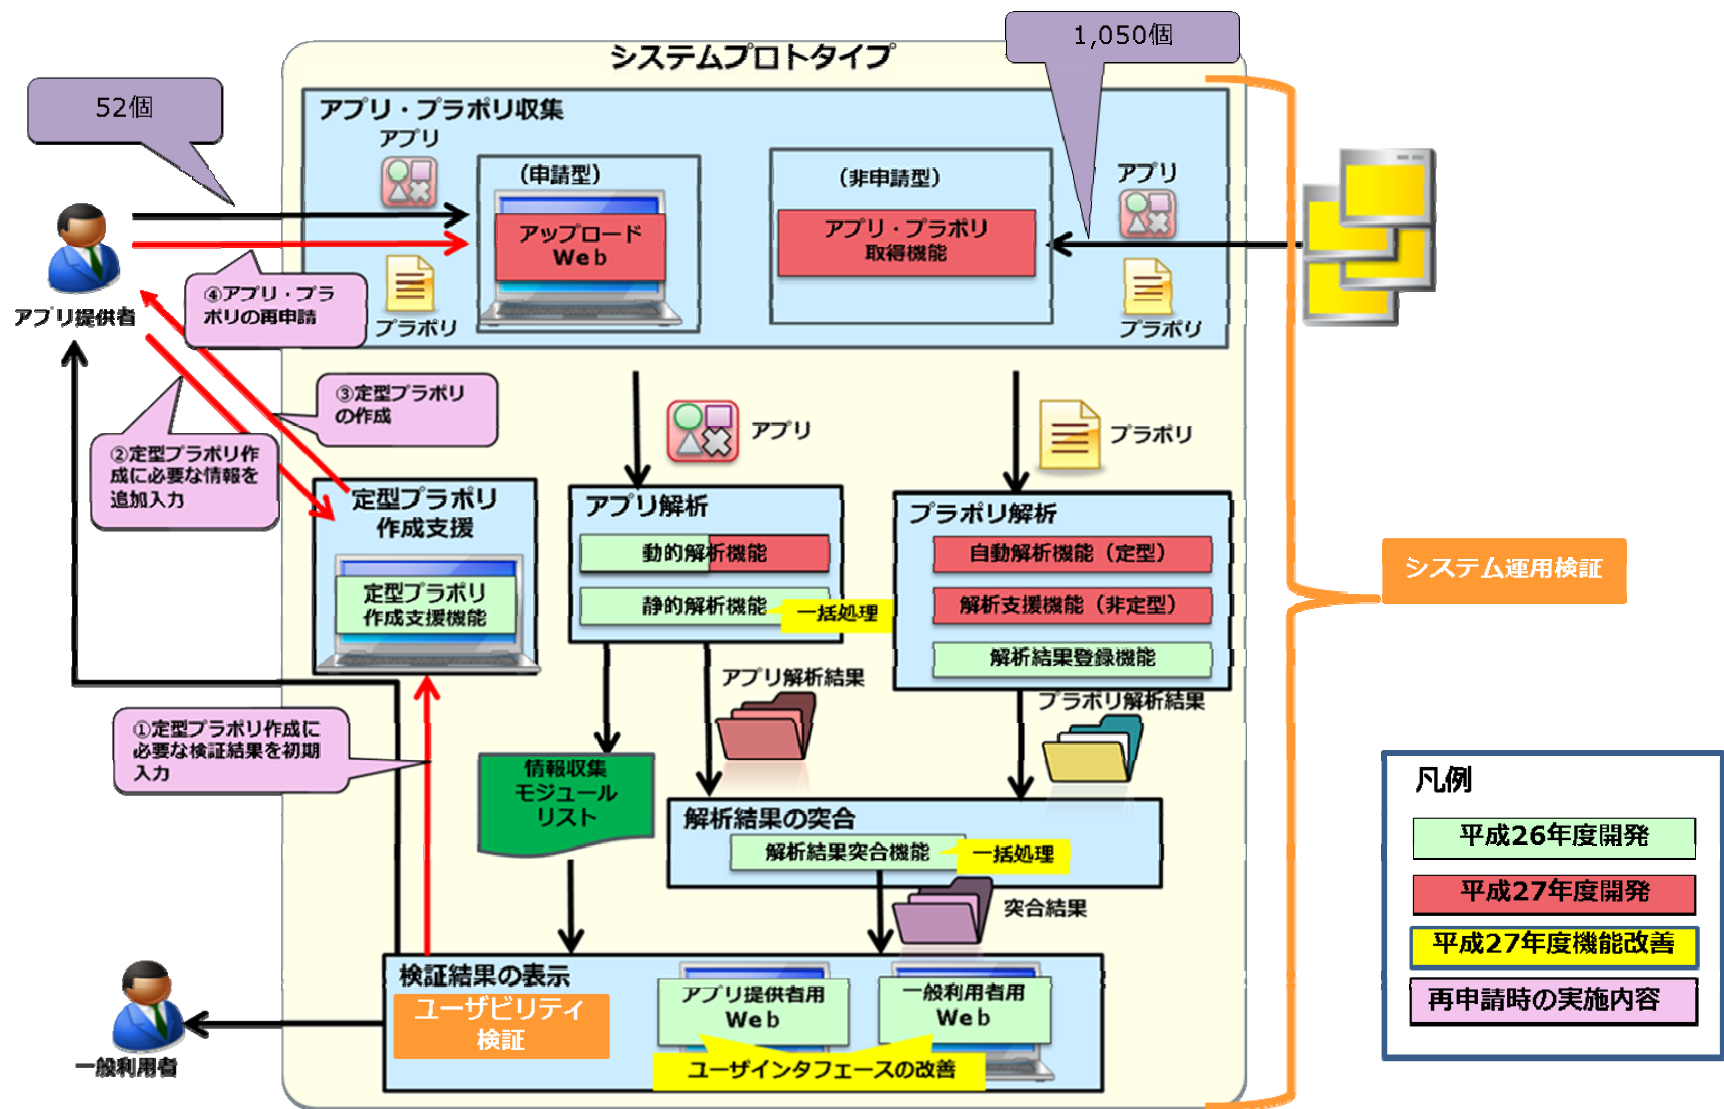 システムプロトタイプ
1,050個
52個
アプリ・プラポリ収集
アプリ
(申請型)
アップロード
Web
プラポリ
(非申請型)
アプリ・プラポリ
取得機能
アプリ
プラポリ
アプリ提供者
④アプリ・プラ
ポリの再申請
③定型プラポリ
の作成
②定型プラポリ作
成に必要な情報を
追加入力
アプリ
プラポリ
定型プラポリ
作成支援
定型プラポリ
作成支援機能
アプリ解析
動的解析機能
静的解析機能
一括処理
プラポリ解析
自動解析機能(定型)
解析支援機能(非定型)
解析結果登録機能
システム運用検証
アプリ解析結果
プラポリ解析結果
①定型プラポリ作成に
必要な検証結果を初期
入力
情報収集
モジュール
リスト
解析結果の突合
解析結果突合機能
一括処理
突合結果
検証結果の表示
ユーザビリティ
検証
アプリ提供者用
Web
一般利用者用
Web
ユーザインタフェースの改善
一般利用者
凡例
平成26年度開発
平成27年度開発
平成27年度機能改善
再申請時の実施内容